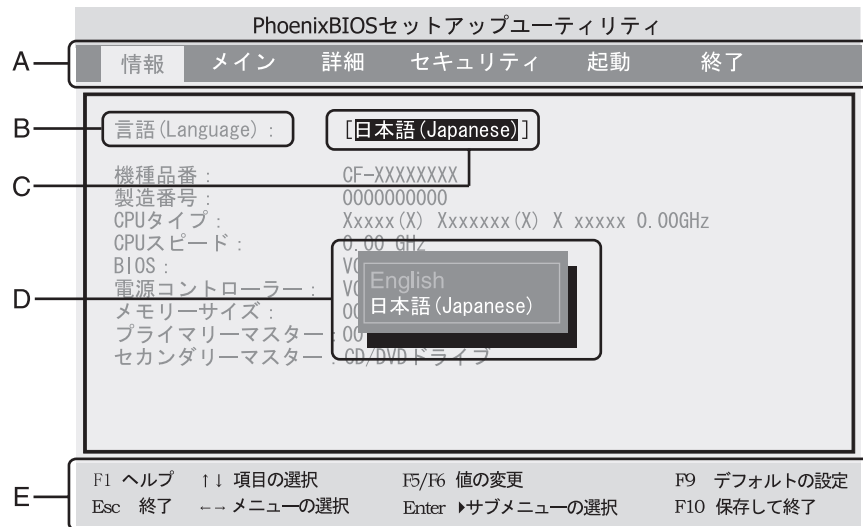 PhoenixBIOSセットアップユーティリティ
A
情報 メイン 詳細 セキュリティ 起動 終了
B
言語(Language) : [日本語(Japanese)]
C
機種品番 : CF-XXXXXXXX
製造番号 : 0000000000
CPUタイプ : Xxxxx(X) Xxxxxxx(X) X xxxxx 0.00GHz
CPUスピード : 0.00 GHz
BIOS : V0
D
English
電源コントローラー : V0
日本語(Japanese)
メモリーサイズ : 00
プライマリーマスター : 00
セカンダリーマスター : CD/DVDドライブ
E
F1 ヘルプ ↑↓ 項目の選択 F5/F6 値の変更 F9 デフォルトの設定
Esc 終了 ←→ メニューの選択 Enter ▶サブメニューの選択 F10 保存して終了